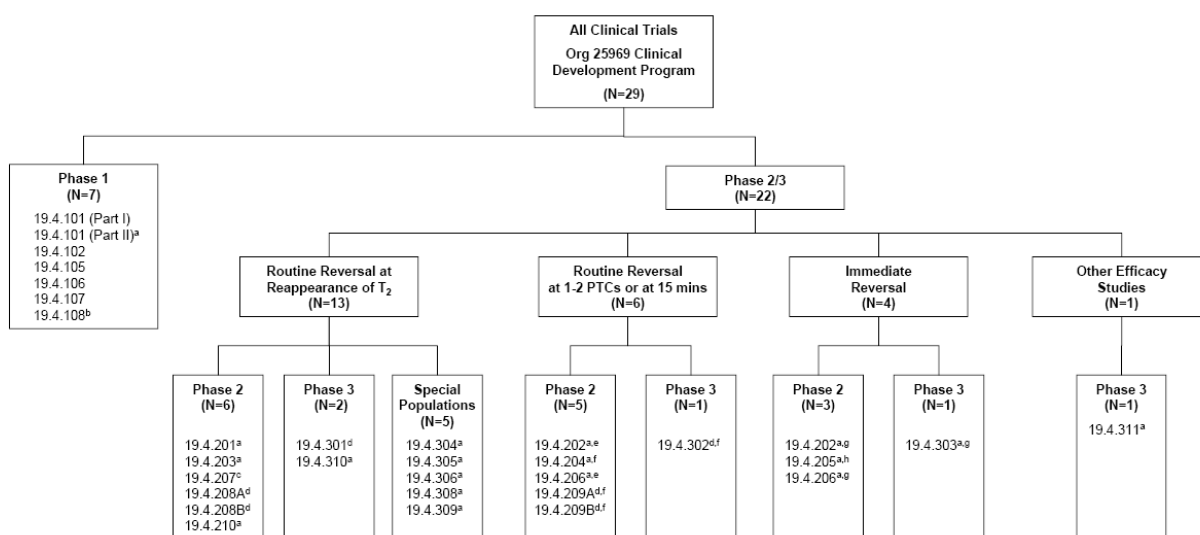 All Clinical Trials
Org 25969 Clinical
Development Program
(N=29)
Phase 1
(N=7)
19.4.101 (Part I)
19.4.101 (Part II)ᵃ
19.4.102
19.4.105
19.4.106
19.4.107
19.4.108ᵇ
Phase 2/3
(N=22)
Routine Reversal at
Reappearance of T₂
(N=13)
Routine Reversal
at 1-2 PTCs or at 15 mins
(N=6)
Immediate
Reversal
(N=4)
Other Efficacy
Studies
(N=1)
Phase 2
(N=6)
19.4.201ᵃ
19.4.203ᵃ
19.4.207ᶜ
19.4.208Aᵈ
19.4.208Bᵈ
19.4.210ᵃ
Phase 3
(N=2)
19.4.301ᵈ
19.4.310ᵃ
Special
Populations
(N=5)
19.4.304ᵃ
19.4.305ᵃ
19.4.306ᵃ
19.4.308ᵃ
19.4.309ᵃ
Phase 2
(N=5)
19.4.202ᵃ,ᵉ
19.4.204ᵃ,ᶠ
19.4.206ᵃ,ᵉ
19.4.209Aᵈ,ᶠ
19.4.209Bᵈ,ᶠ
Phase 3
(N=1)
19.4.302ᵈ,ᶠ
Phase 2
(N=3)
19.4.202ᵃ,ᵍ
19.4.205ᵃ,ʰ
19.4.206ᵃ,ᵍ
Phase 3
(N=1)
19.4.303ᵃ,ᵍ
Phase 3
(N=1)
19.4.311ᵃ